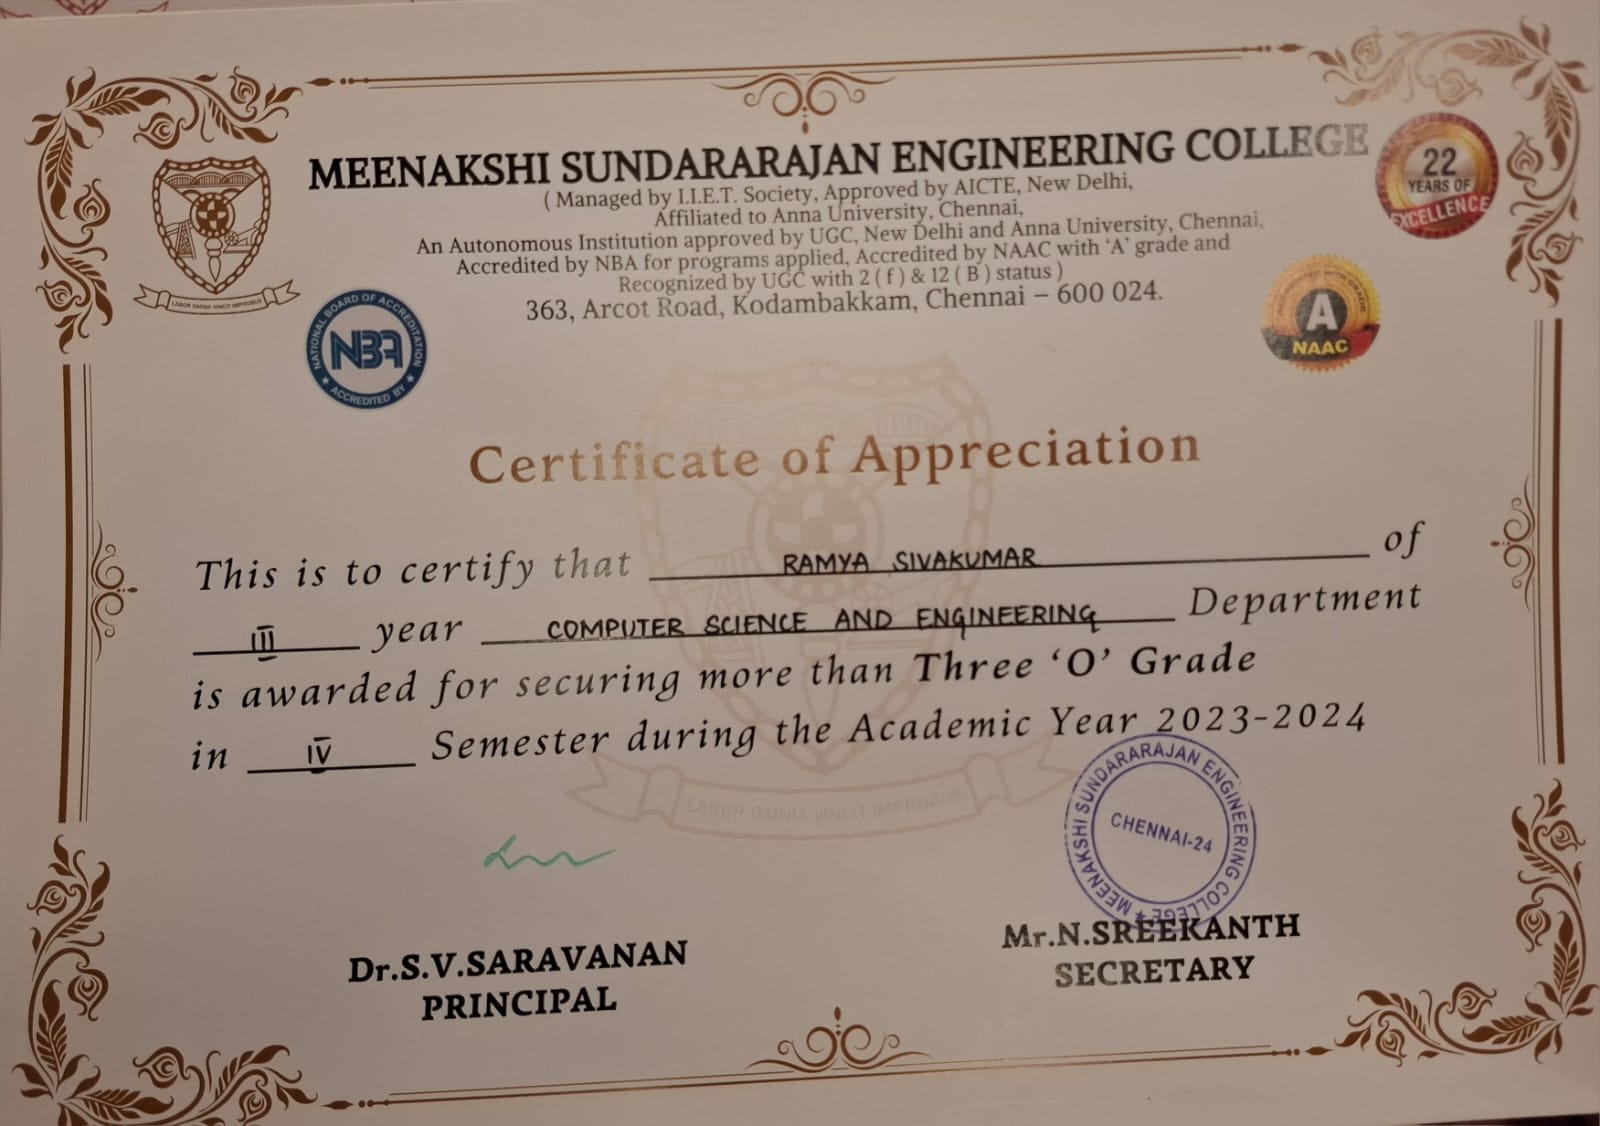 MEENAKSHI SUNDARARAJAN ENGINEERING COLLEGE
( Managed by I.I.E.T. Society, Approved by AICTE, New Delhi,
Affiliated to Anna University, Chennai,
An Autonomous Institution approved by UGC, New Delhi and Anna University, Chennai,
Accredited by NBA for programs applied, Accredited by NAAC with 'A' grade and
Recognized by UGC with 2 ( f ) & 12 ( B ) status )
363, Arcot Road, Kodambakkam, Chennai – 600 024.
22
YEARS OF
EXCELLENCE
LABOR OMNIA VINCIT IMPROBUS
NATIONAL BOARD OF ACCREDITATION
NBA
ACCREDITED BY
ACCREDITED WITH GRADE
A
NAAC
Certificate of Appreciation
This is to certify that RAMYA SIVAKUMAR of
III year COMPUTER SCIENCE AND ENGINEERING Department
is awarded for securing more than Three 'O' Grade
in IV Semester during the Academic Year 2023-2024
LABOR OMNIA VINCIT IMPROBUS
MEENAKSHI SUNDARARAJAN ENGINEERING COLLEGE
CHENNAI-24
Dr.S.V.SARAVANAN
PRINCIPAL
Mr.N.SREEKANTH
SECRETARY